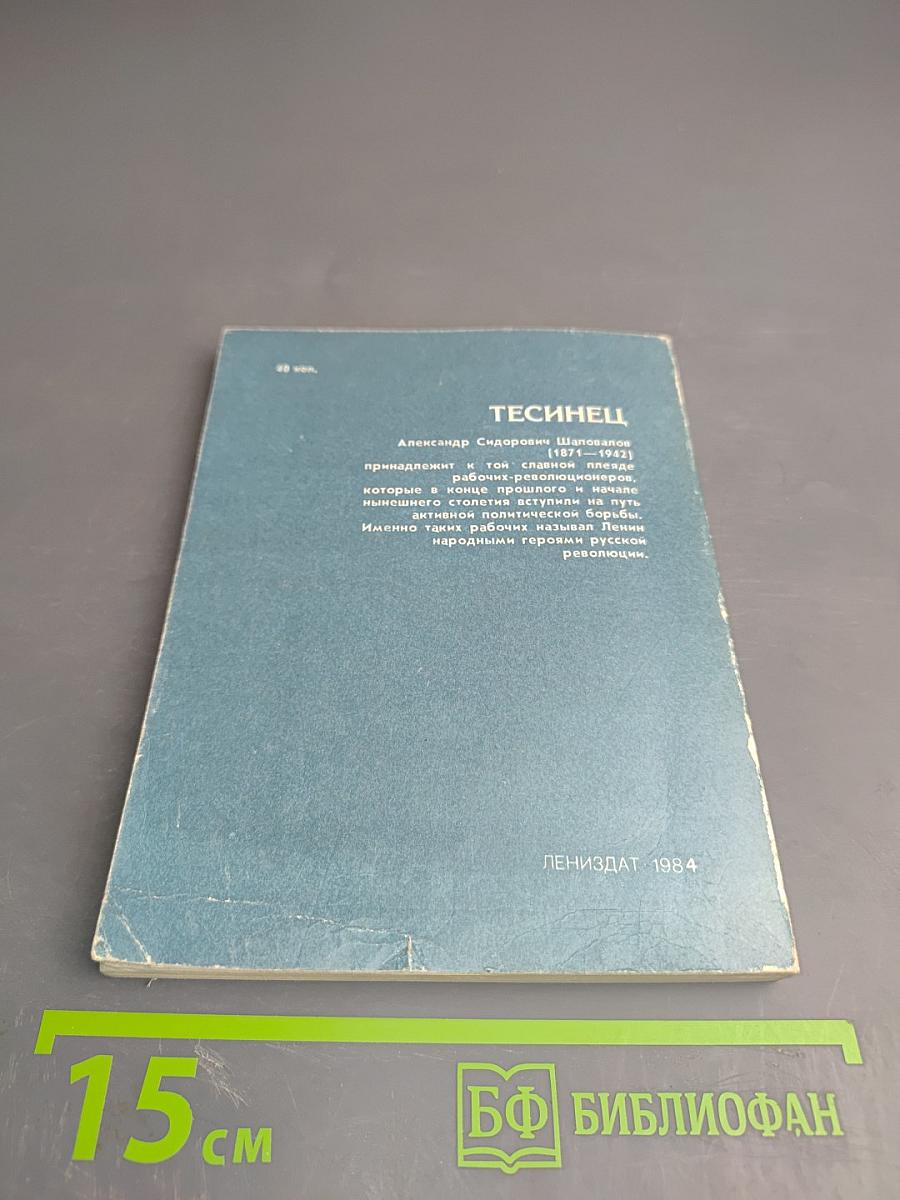 коп.
ТЕСИНЕЦ
Александр Сидорович Шаповалов
(1871—1942)
принадлежит к той славной плеяде
рабочих-революционеров,
которые в конце прошлого и начале
нынешнего столетия вступили на путь
активной политической борьбы.
Именно таких рабочих называл Ленин
народными героями русской
революции.
ЛЕНИЗДАТ · 1984
15 см
БФ БИБЛИОФАН